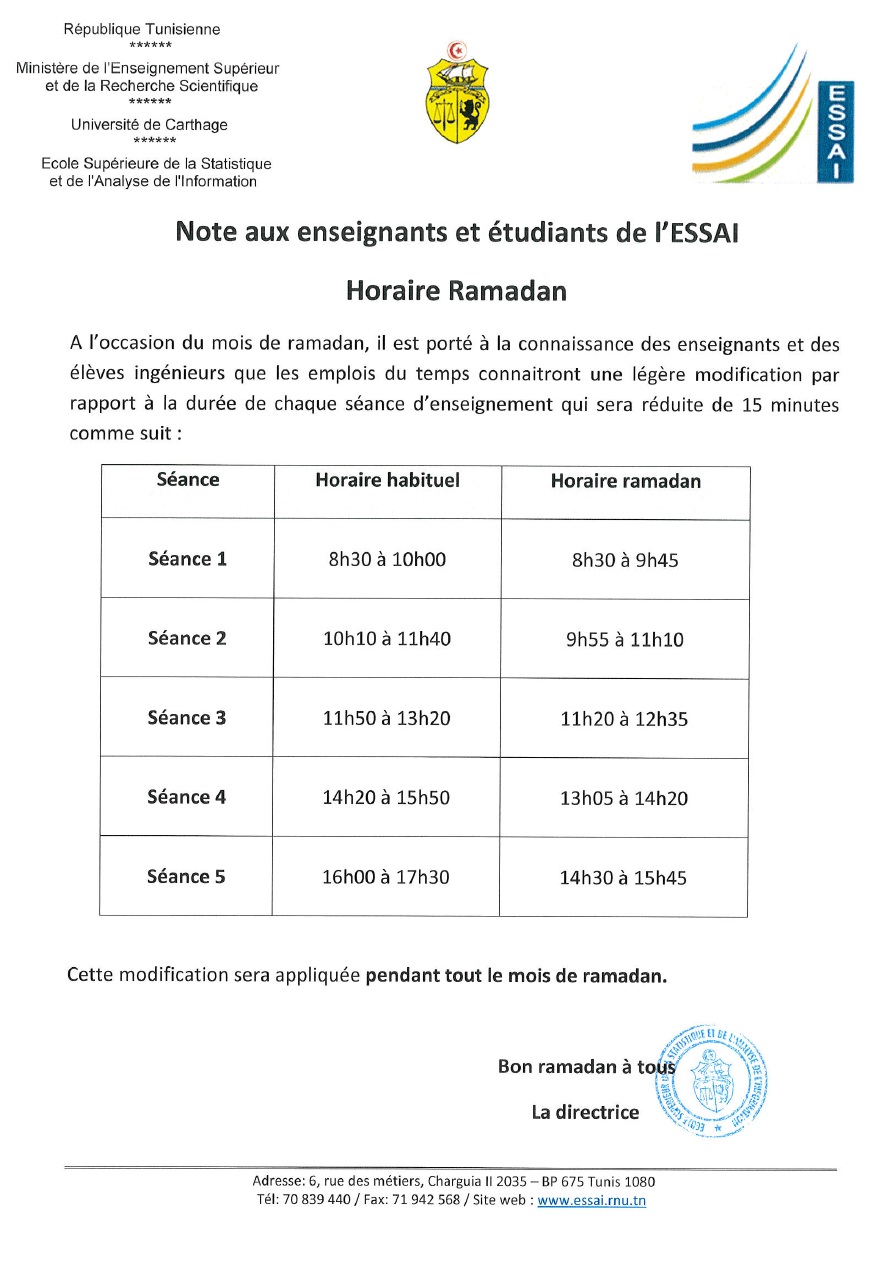 République Tunisienne
******
Ministère de l'Enseignement Supérieur
et de la Recherche Scientifique
******
Université de Carthage
******
Ecole Supérieure de la Statistique
et de l'Analyse de l'Information
ESSAI
Note aux enseignants et étudiants de l'ESSAI
Horaire Ramadan
A l'occasion du mois de ramadan, il est porté à la connaissance des enseignants et des
élèves ingénieurs que les emplois du temps connaitront une légère modification par
rapport à la durée de chaque séance d'enseignement qui sera réduite de 15 minutes
comme suit :
Séance Horaire habituel Horaire ramadan
Séance 1 8h30 à 10h00 8h30 à 9h45
Séance 2 10h10 à 11h40 9h55 à 11h10
Séance 3 11h50 à 13h20 11h20 à 12h35
Séance 4 14h20 à 15h50 13h05 à 14h20
Séance 5 16h00 à 17h30 14h30 à 15h45
Cette modification sera appliquée pendant tout le mois de ramadan.
Bon ramadan à tous
La directrice
STATISTIQUE ET DE L'ANALYSE DE
Adresse: 6, rue des métiers, Charguia II 2035 – BP 675 Tunis 1080
Tél: 70 839 440 / Fax: 71 942 568 / Site web : www.essai.rnu.tn